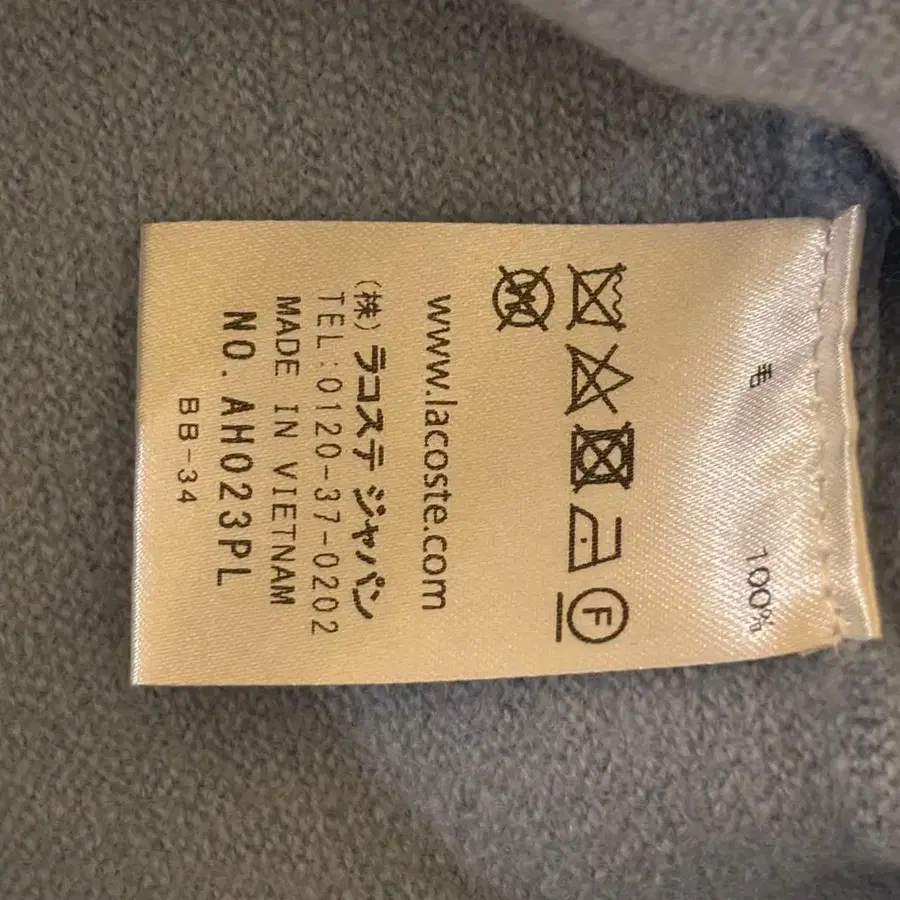 毛 100%
F
W
www.lacoste.com
(株) ラコステ ジャパン
TEL:0120-37-0202
MADE IN VIETNAM
NO. AH023PL
BB-34